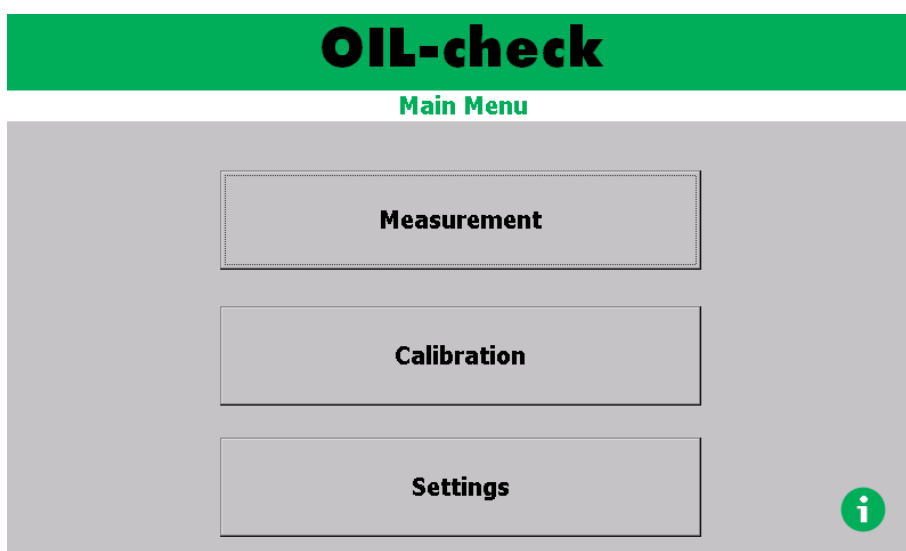 OIL-check
Main Menu
Measurement
Calibration
Settings
i